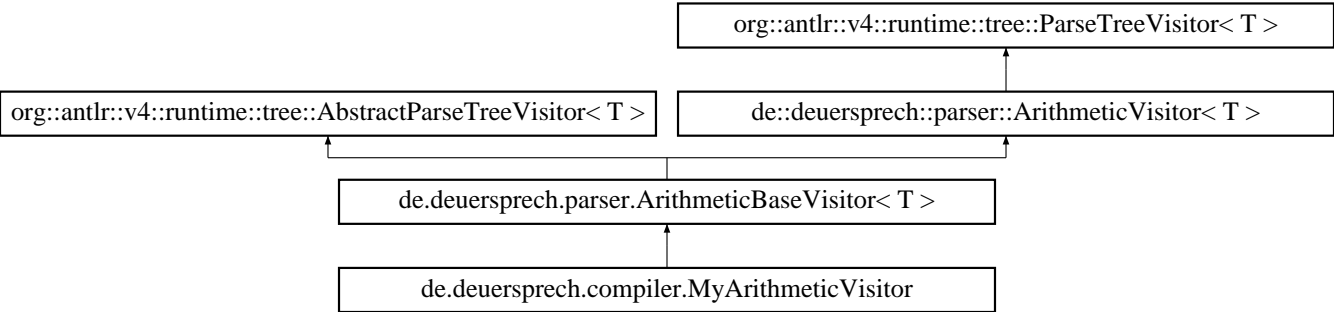 org::antlr::v4::runtime::tree::ParseTreeVisitor< T >
org::antlr::v4::runtime::tree::AbstractParseTreeVisitor< T >
de::deuersprech::parser::ArithmeticVisitor< T >
de.deuersprech.parser.ArithmeticBaseVisitor< T >
de.deuersprech.compiler.MyArithmeticVisitor